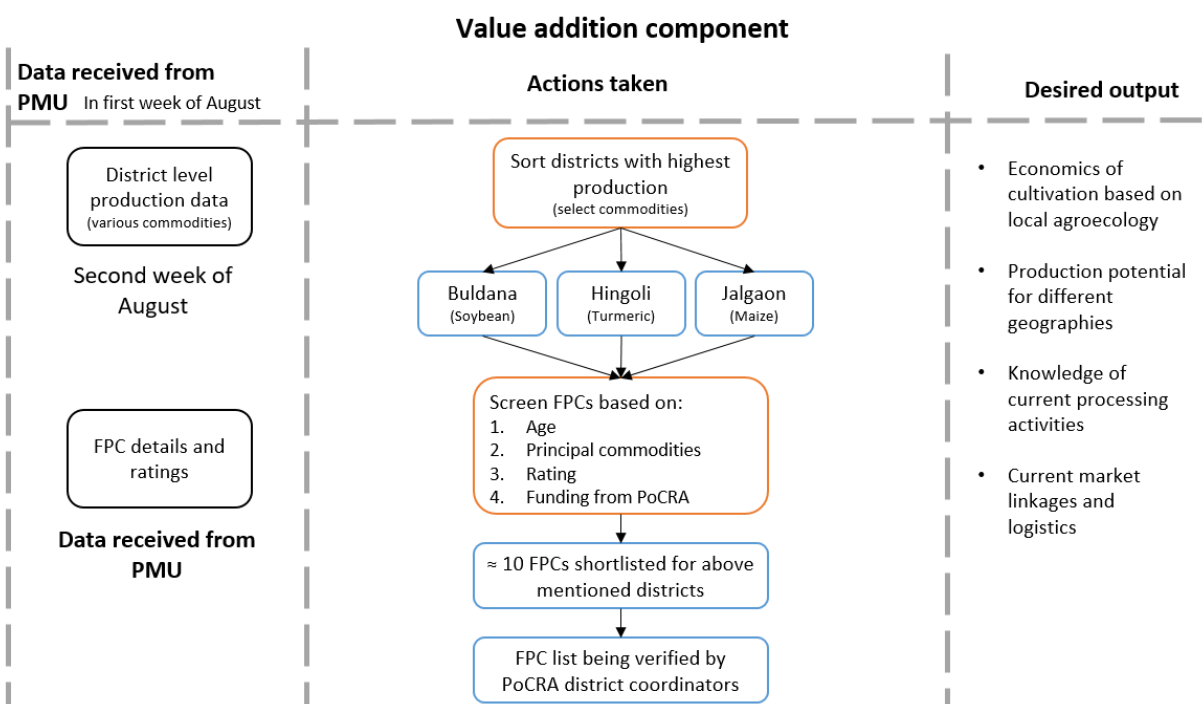 Value addition component
Data received from
PMU In first week of August
Actions taken
Desired output
District level
production data
(various commodities)
Second week of
August
FPC details and
ratings
Data received from
PMU
Sort districts with highest
production
(select commodities)
Buldana
(Soybean)
Hingoli
(Turmeric)
Jalgaon
(Maize)
Screen FPCs based on:
1. Age
2. Principal commodities
3. Rating
4. Funding from PoCRA
≈ 10 FPCs shortlisted for above
mentioned districts
FPC list being verified by
PoCRA district coordinators
• Economics of
cultivation based on
local agroecology
• Production potential
for different
geographies
• Knowledge of
current processing
activities
• Current market
linkages and
logistics